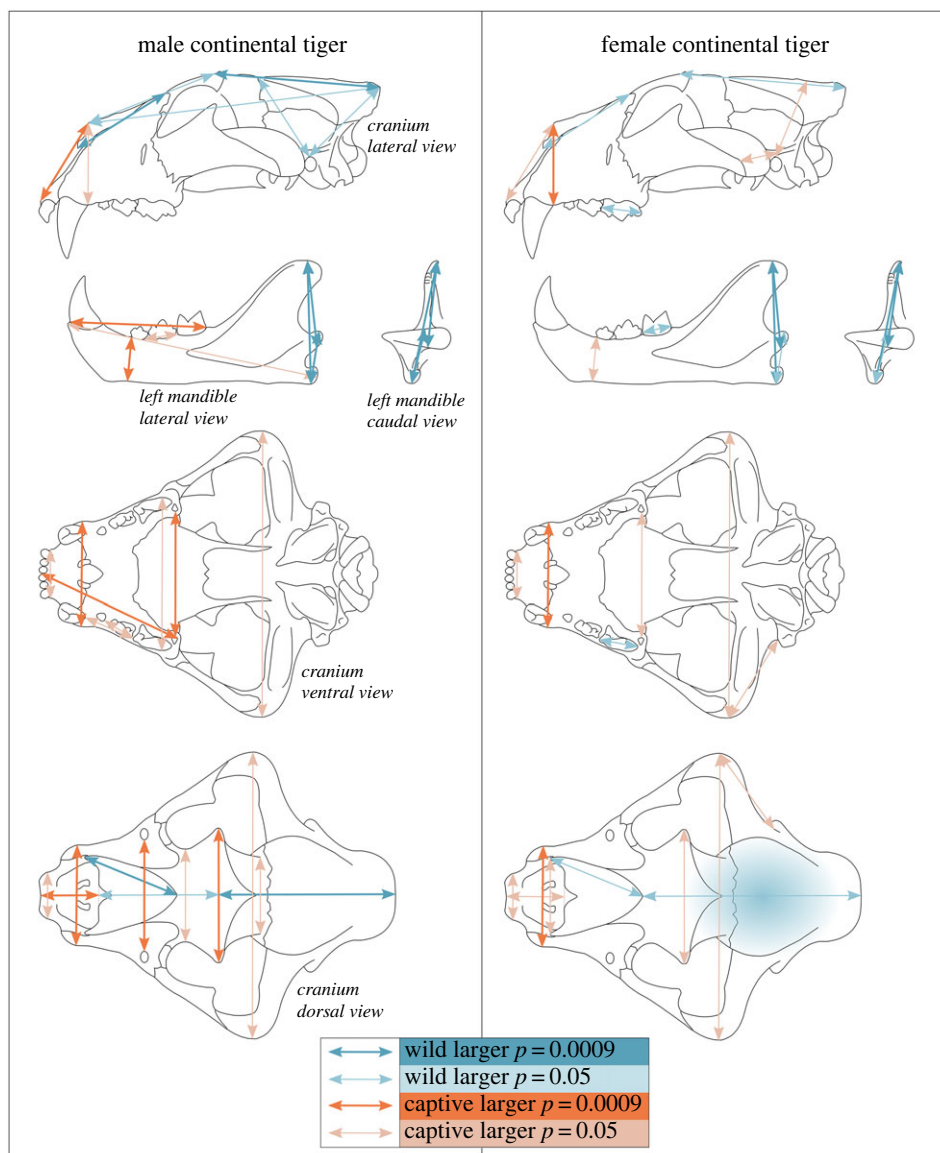 male continental tiger
female continental tiger
cranium
lateral view
left mandible
lateral view
left mandible
caudal view
cranium
ventral view
cranium
dorsal view
wild larger p = 0.0009
wild larger p = 0.05
captive larger p = 0.0009
captive larger p = 0.05